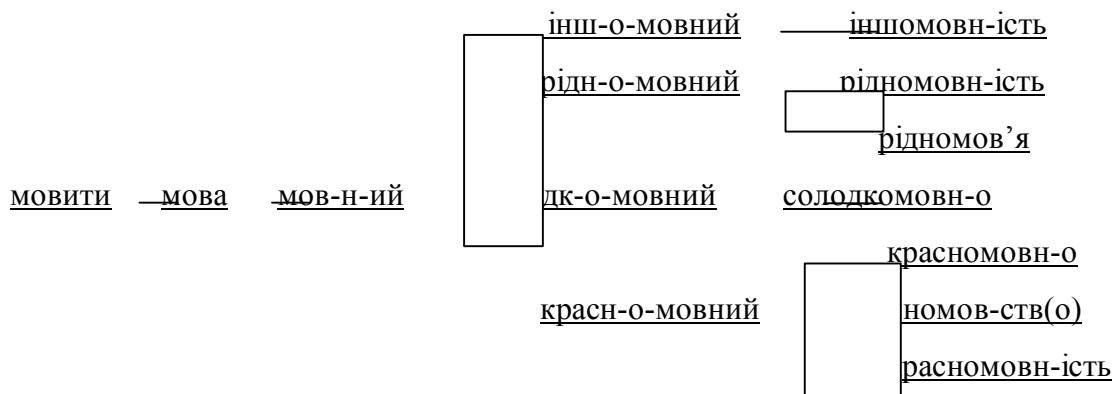 інш-о-мовний іншомовн-ість
рідн-о-мовний рідномовн-ість
рідномов’я
мовити мова мов-н-ий дк-о-мовний солодкомовн-о
красномовн-о
красн-о-мовний номов-ств(о)
расномовн-ість